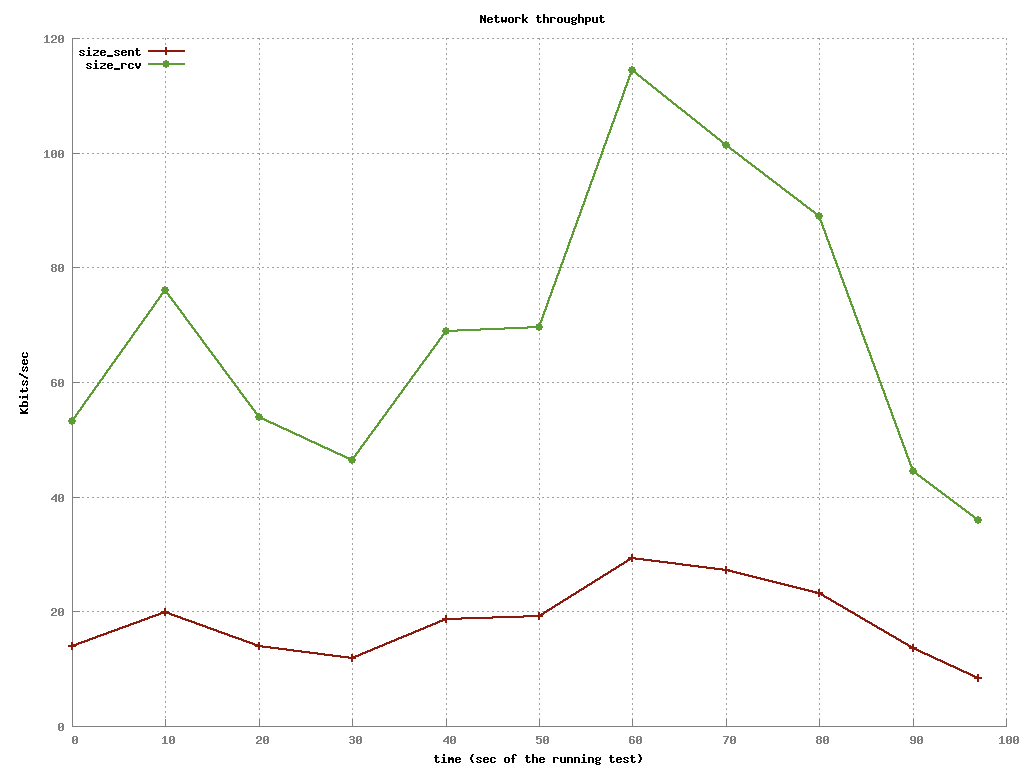 Network throughput
120
size_sent
size_rcv
100
80
60
Kbits/sec
40
20
0
0 10 20 30 40 50 60 70 80 90 100
time (sec of the running test)